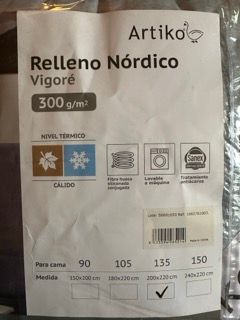 Artiko
Relleno Nórdico
Vigoré
300 g/m²
NIVEL TÉRMICO
CÁLIDO
Fibra hueca siliconada conjugada
Lavable a máquina
Sanex
Tratamiento antiácaros
Para cama 90 105 135 150
Medida 150x220 cm 180x220 cm 200x220 cm 240x220 cm